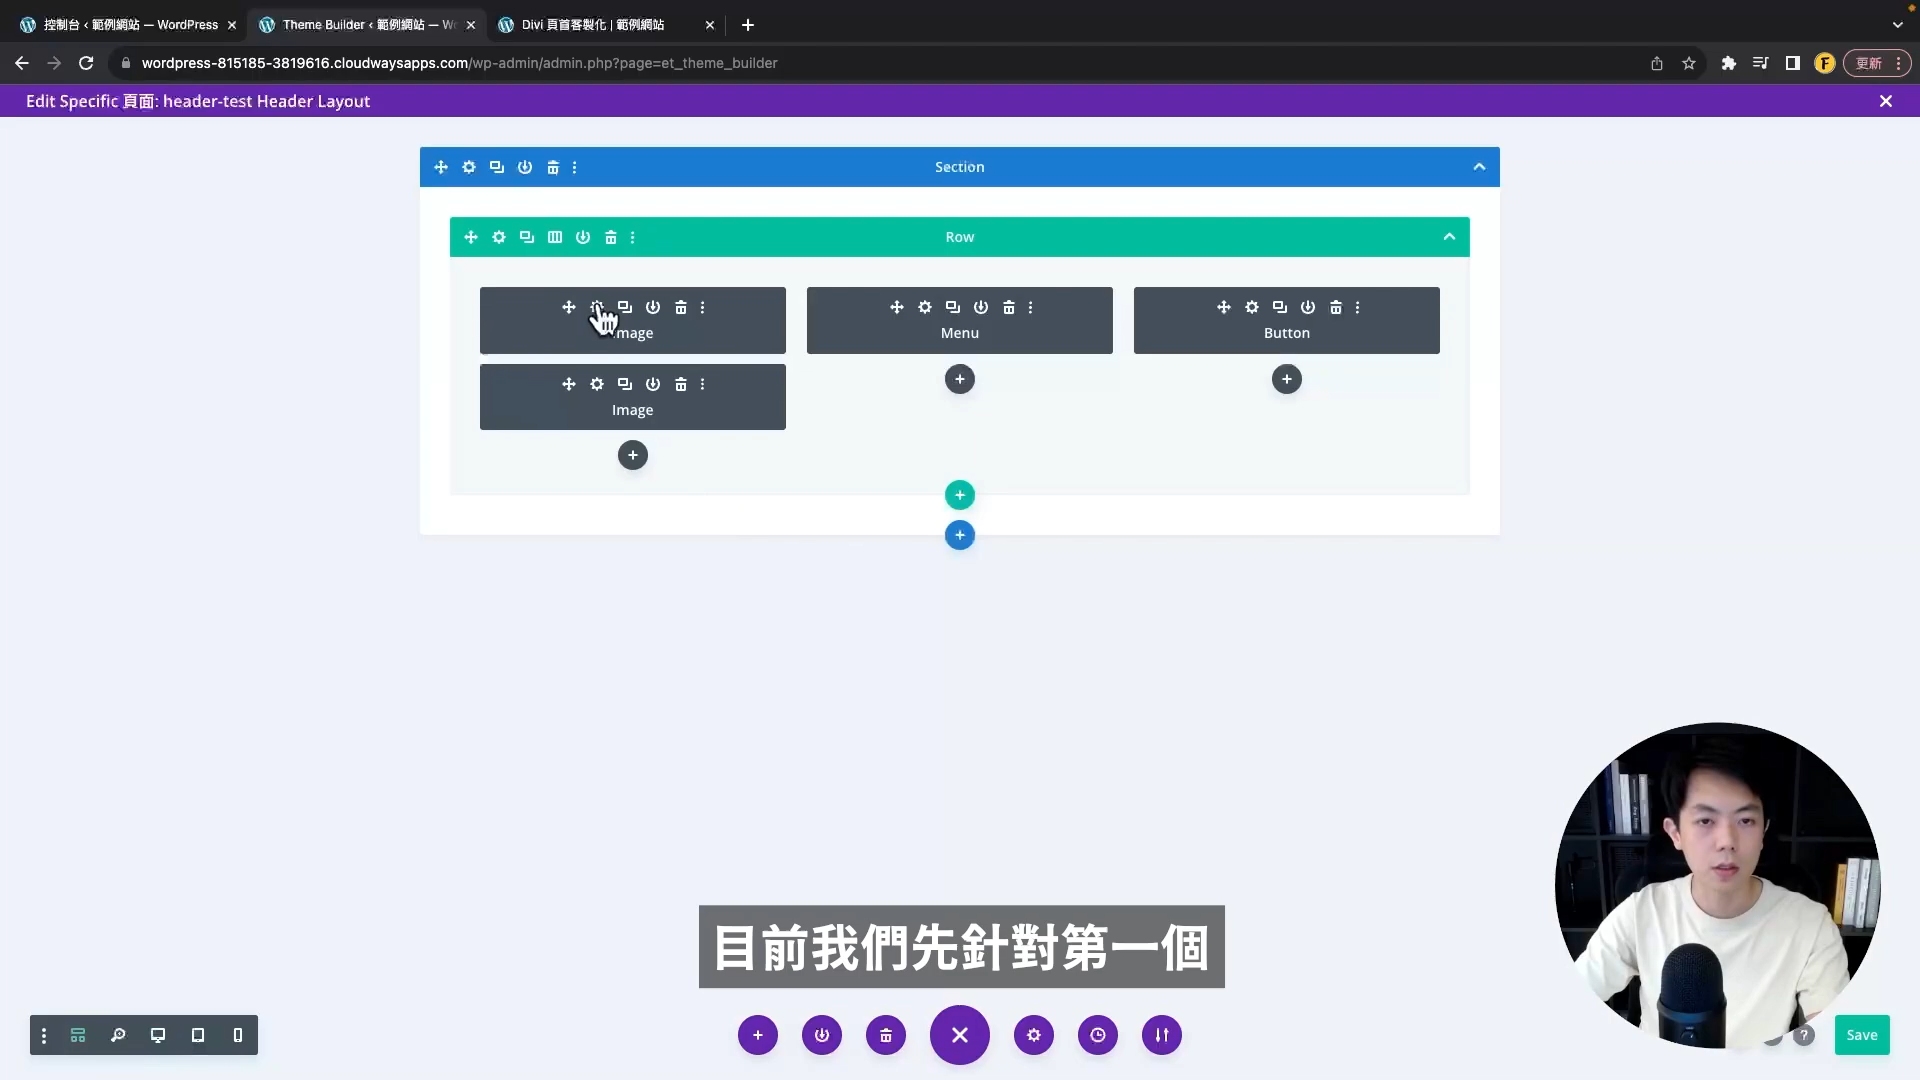 控制台 ‹ 範例網站 — WordPress
Theme Builder ‹ 範例網站 — Wo
Divi 頁首客製化 | 範例網站
wordpress-815185-3819616.cloudwaysapps.com/wp-admin/admin.php?page=et_theme_builder
F
更新
Edit Specific 頁面: header-test Header Layout
Section
Row
Image
Menu
Button
Image
目前我們先針對第一個
?
Save